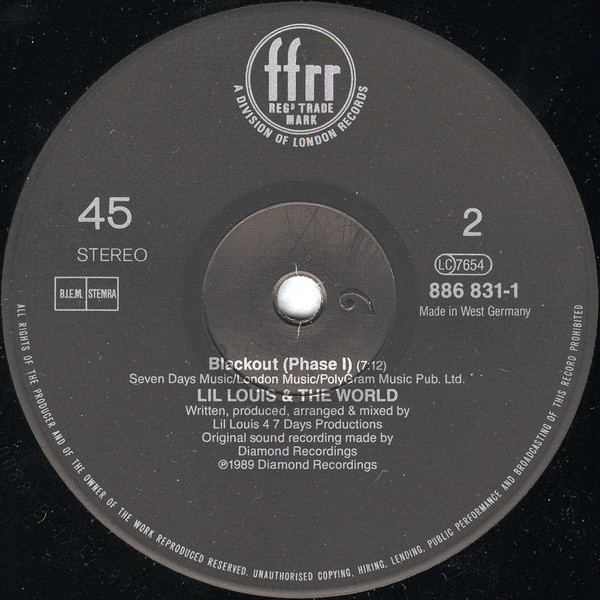 ffrr
REGD TRADE
MARK
A DIVISION OF LONDON RECORDS
45
STEREO
B.I.E.M. STEMRA
2
LC 7654
886 831-1
Made in West Germany
Blackout (Phase I) (7:12)
Seven Days Music/London Music/PolyGram Music Pub. Ltd.
LIL LOUIS & THE WORLD
Written, produced, arranged & mixed by
Lil Louis 4 7 Days Productions
Original sound recording made by
Diamond Recordings
℗1989 Diamond Recordings
ALL RIGHTS OF THE PRODUCER AND OF THE OWNER OF THE WORK REPRODUCED RESERVED. UNAUTHORISED COPYING, HIRING, LENDING, PUBLIC PERFORMANCE AND BROADCASTING OF THIS RECORD PROHIBITED